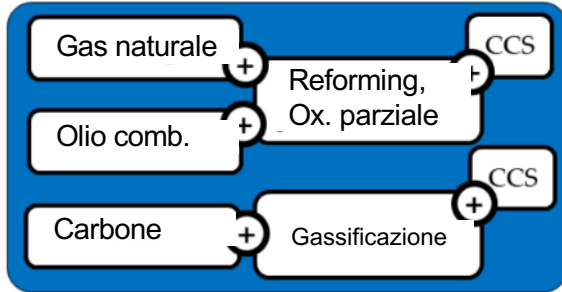 Gas naturale
+
CCS
+
Reforming,
Ox. parziale
Olio comb.
+
CCS
+
Carbone
+
Gassificazione